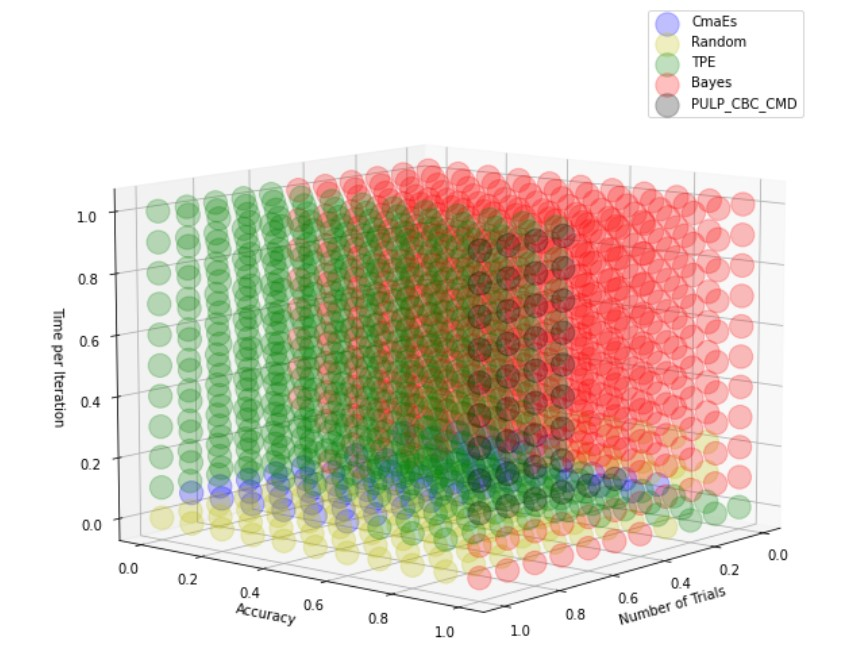 CmaEs
Random
TPE
Bayes
PULP_CBC_CMD
1.0
0.8
0.6
0.4
0.2
0.0
Time per Iteration
0.0
0.2
0.4
0.6
0.8
1.0
Accuracy
1.0
0.8
0.6
0.4
0.2
0.0
Number of Trials